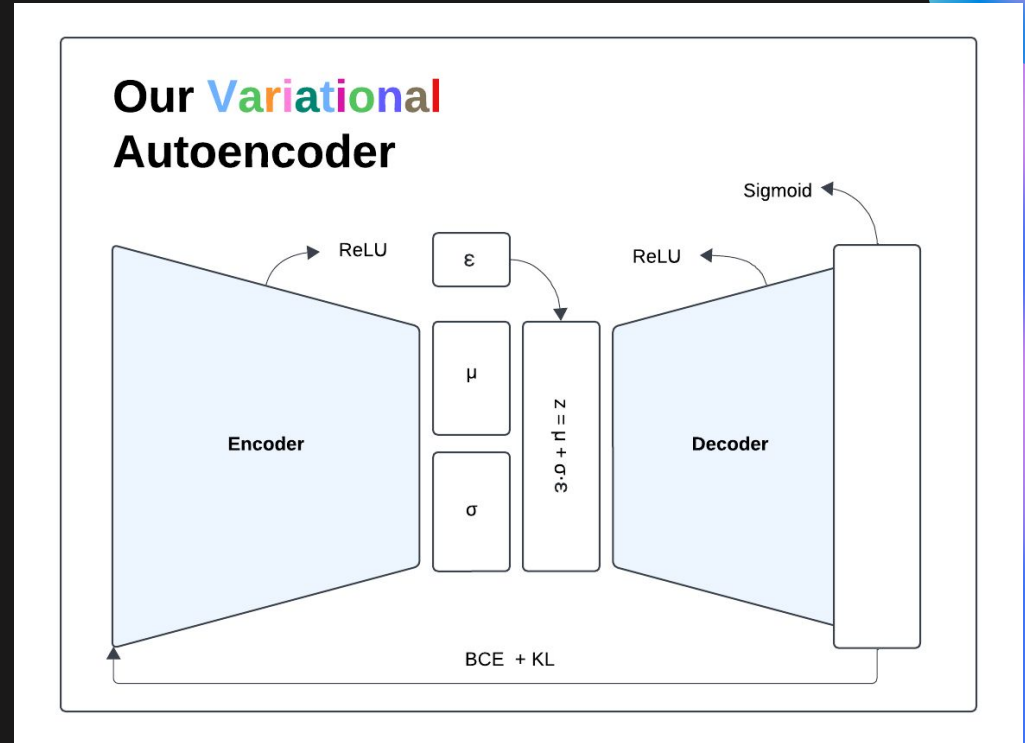 Our Variational
Autoencoder
Sigmoid
ReLU
ε
ReLU
μ
z = μ + σ·ε
Encoder
Decoder
σ
BCE + KL